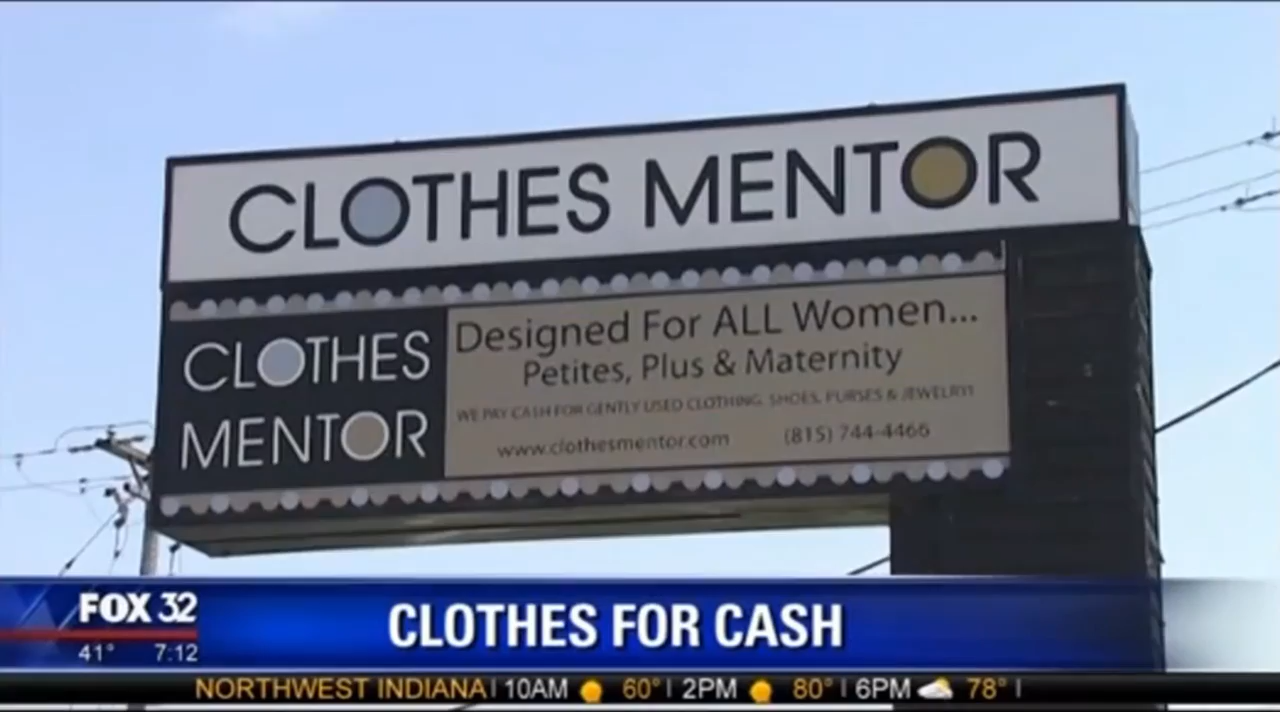 CLOTHES MENTOR
CLOTHES
MENTOR
Designed For ALL Women...
Petites, Plus & Maternity
WE PAY CASH FOR GENTLY USED CLOTHING, SHOES, PURSES & JEWELRY!
www.clothesmentor.com (815) 744-4466
FOX 32
41° 7:12
CLOTHES FOR CASH
NORTHWEST INDIANA | 10AM 60° | 2PM 80° | 6PM 78° |